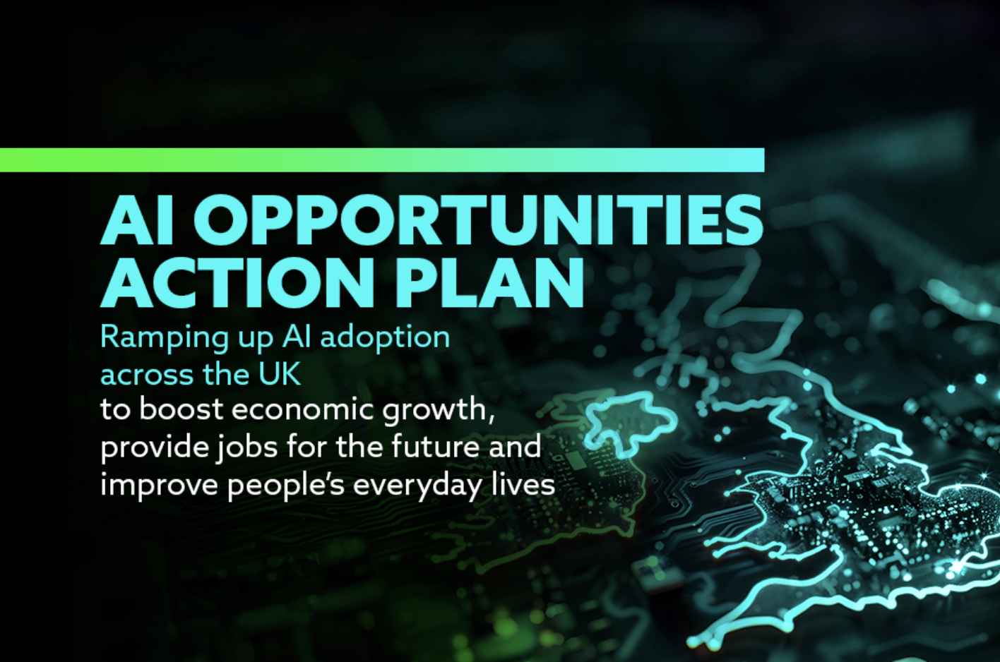 AI OPPORTUNITIES
ACTION PLAN
Ramping up AI adoption
across the UK
to boost economic growth,
provide jobs for the future and
improve people’s everyday lives